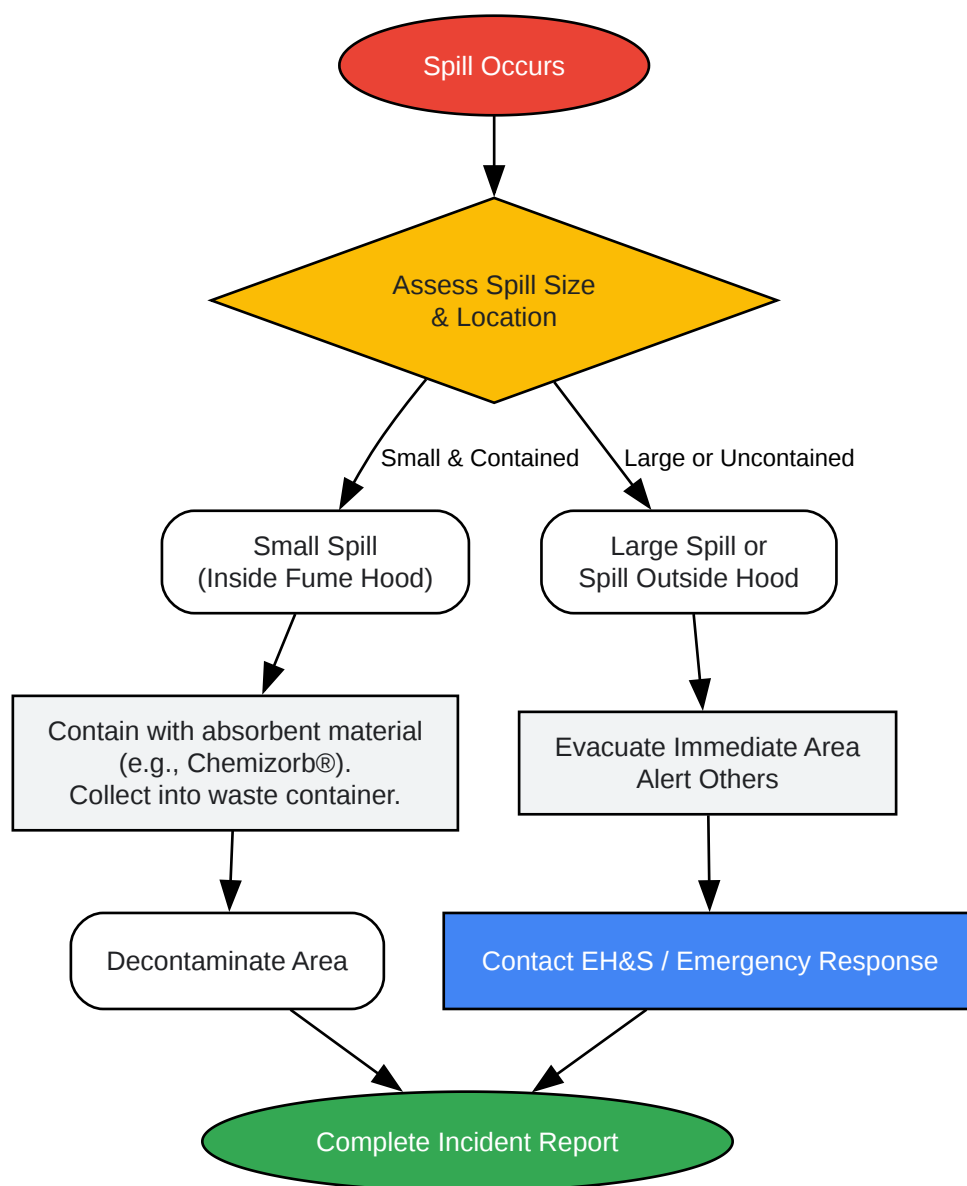 Spill Occurs
Assess Spill Size
& Location
Small & Contained
Large or Uncontained
Small Spill
(Inside Fume Hood)
Large Spill or
Spill Outside Hood
Contain with absorbent material
(e.g., Chemizorb®).
Collect into waste container.
Evacuate Immediate Area
Alert Others
Decontaminate Area
Contact EH&S / Emergency Response
Complete Incident Report